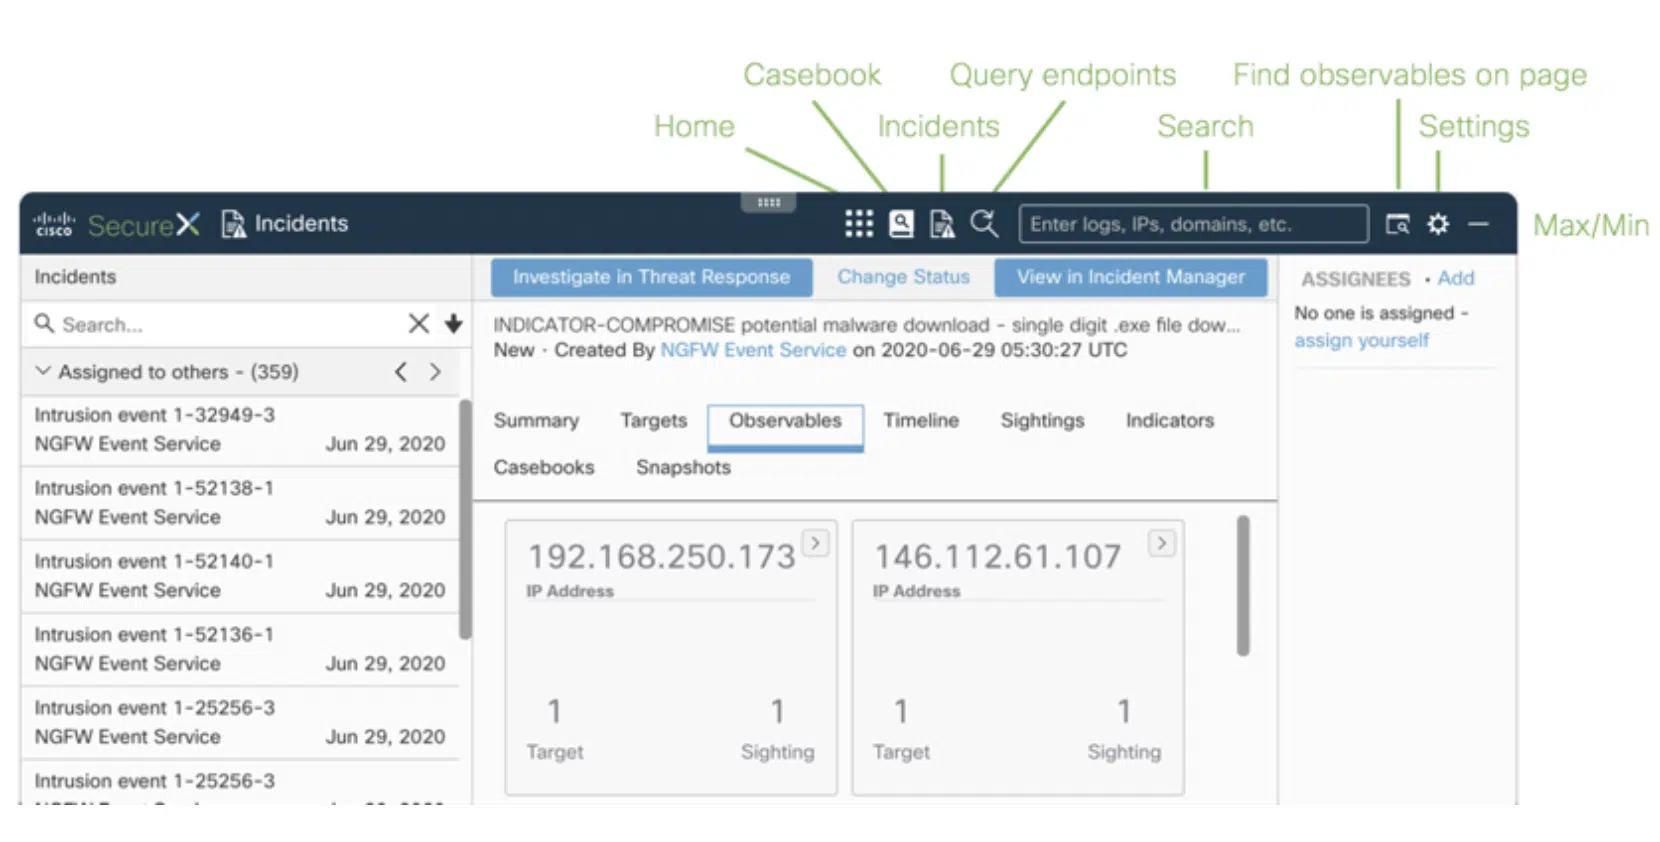 Casebook Query endpoints Find observables on page
Home Incidents Search Settings
cisco SecureX Incidents Enter logs, IPs, domains, etc. Max/Min
Incidents
Search...
Assigned to others - (359)
Intrusion event 1-32949-3
NGFW Event Service Jun 29, 2020
Intrusion event 1-52138-1
NGFW Event Service Jun 29, 2020
Intrusion event 1-52140-1
NGFW Event Service Jun 29, 2020
Intrusion event 1-52136-1
NGFW Event Service Jun 29, 2020
Intrusion event 1-25256-3
NGFW Event Service Jun 29, 2020
Intrusion event 1-25256-3
Investigate in Threat Response Change Status View in Incident Manager
INDICATOR-COMPROMISE potential malware download - single digit .exe file dow...
New · Created By NGFW Event Service on 2020-06-29 05:30:27 UTC
Summary Targets Observables Timeline Sightings Indicators
Casebooks Snapshots
192.168.250.173
IP Address
1 1
Target Sighting
146.112.61.107
IP Address
1 1
Target Sighting
ASSIGNEES · Add
No one is assigned -
assign yourself